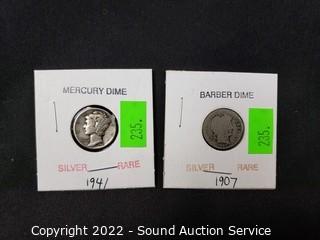 MERCURY DIME
235.
SILVER RARE
1941
BARBER DIME
235.
SILVER RARE
1907
Copyright 2022 - Sound Auction Service